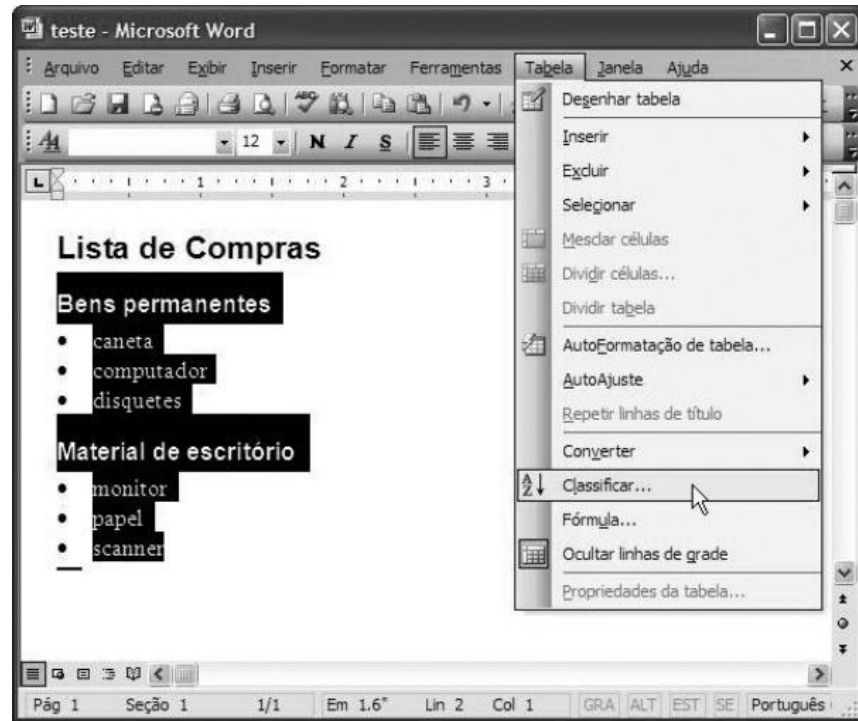 teste - Microsoft Word
Arquivo Editar Exibir Inserir Formatar Ferramentas Tabela Janela Ajuda
12 N I S
1 2 3
Lista de Compras
Bens permanentes
• caneta
• computador
• disquetes
Material de escritório
• monitor
• papel
• scanner
Desenhar tabela
Inserir
Excluir
Selecionar
Mesclar células
Dividir células...
Dividir tabela
AutoFormatação de tabela...
AutoAjuste
Repetir linhas de título
Converter
Classificar...
Fórmula...
Ocultar linhas de grade
Propriedades da tabela...
Pág 1 Seção 1 1/1 Em 1.6" Lin 2 Col 1 GRA ALT EST SE Português